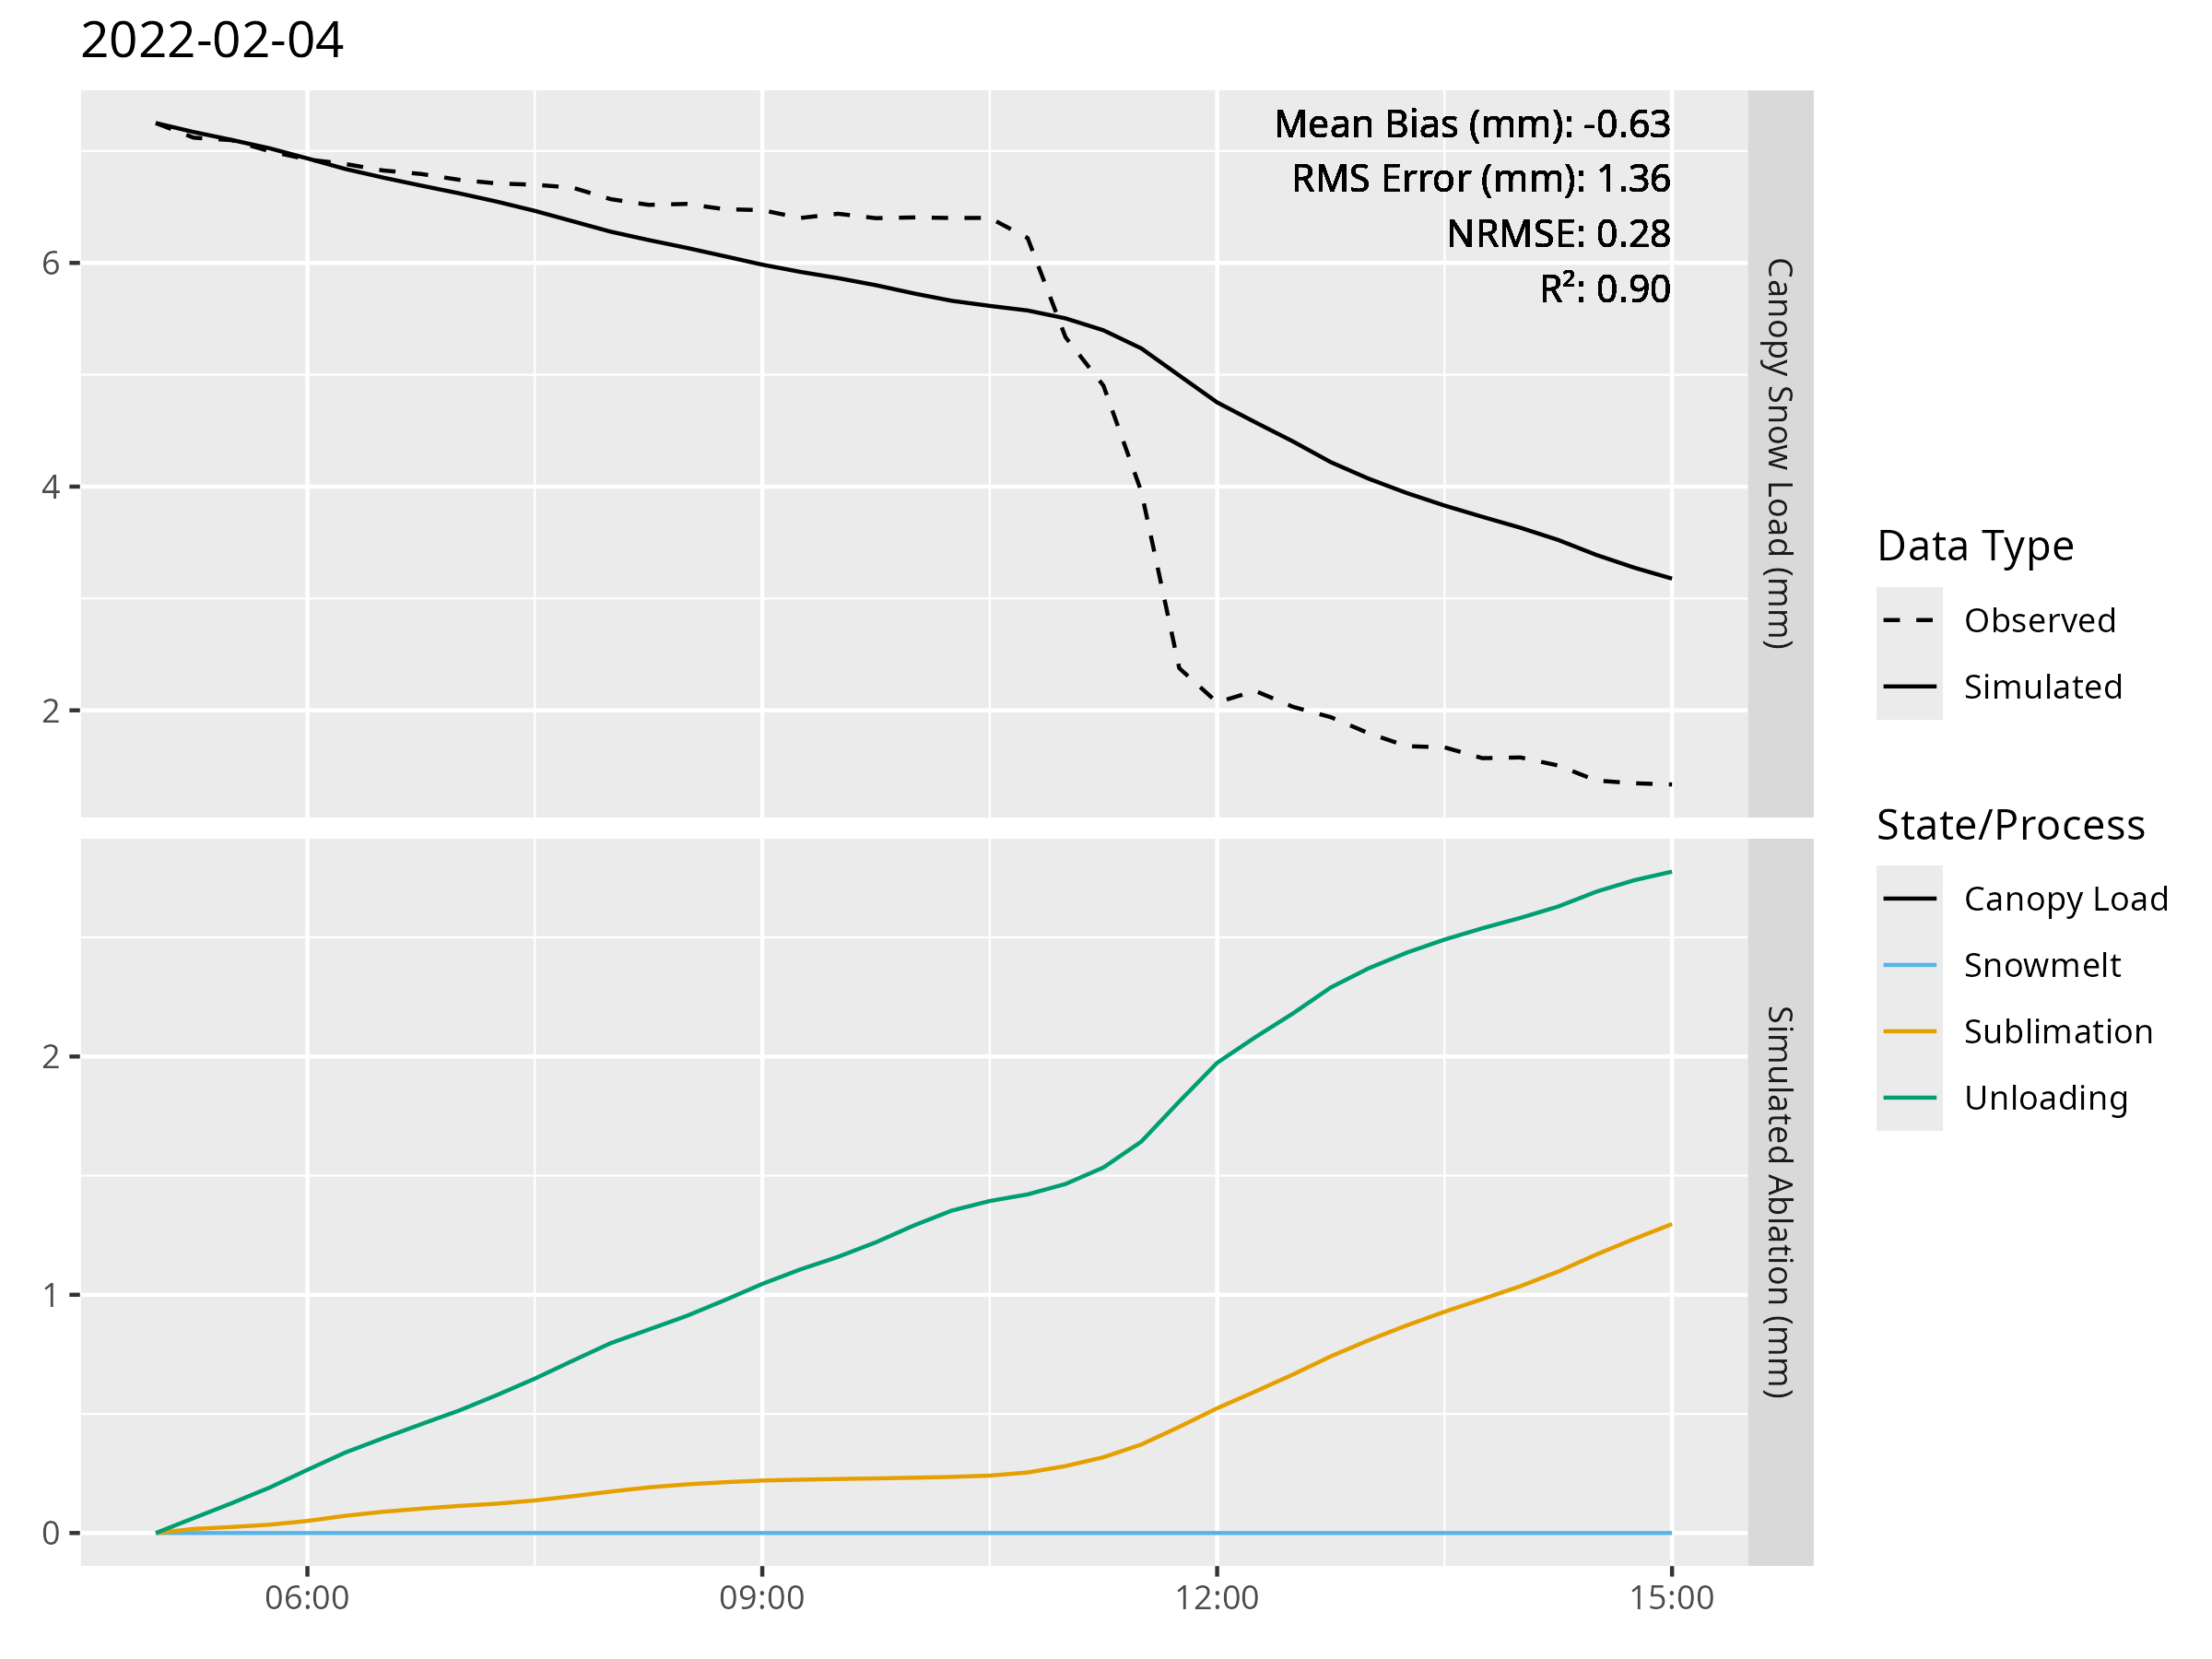 2022-02-04
Mean Bias (mm): -0.63
RMS Error (mm): 1.36
NRMSE: 0.28
R²: 0.90
6
4
2
Canopy Snow Load (mm)
2
1
0
Simulated Ablation (mm)
06:00
09:00
12:00
15:00
Data Type
Observed
Simulated
State/Process
Canopy Load
Snowmelt
Sublimation
Unloading